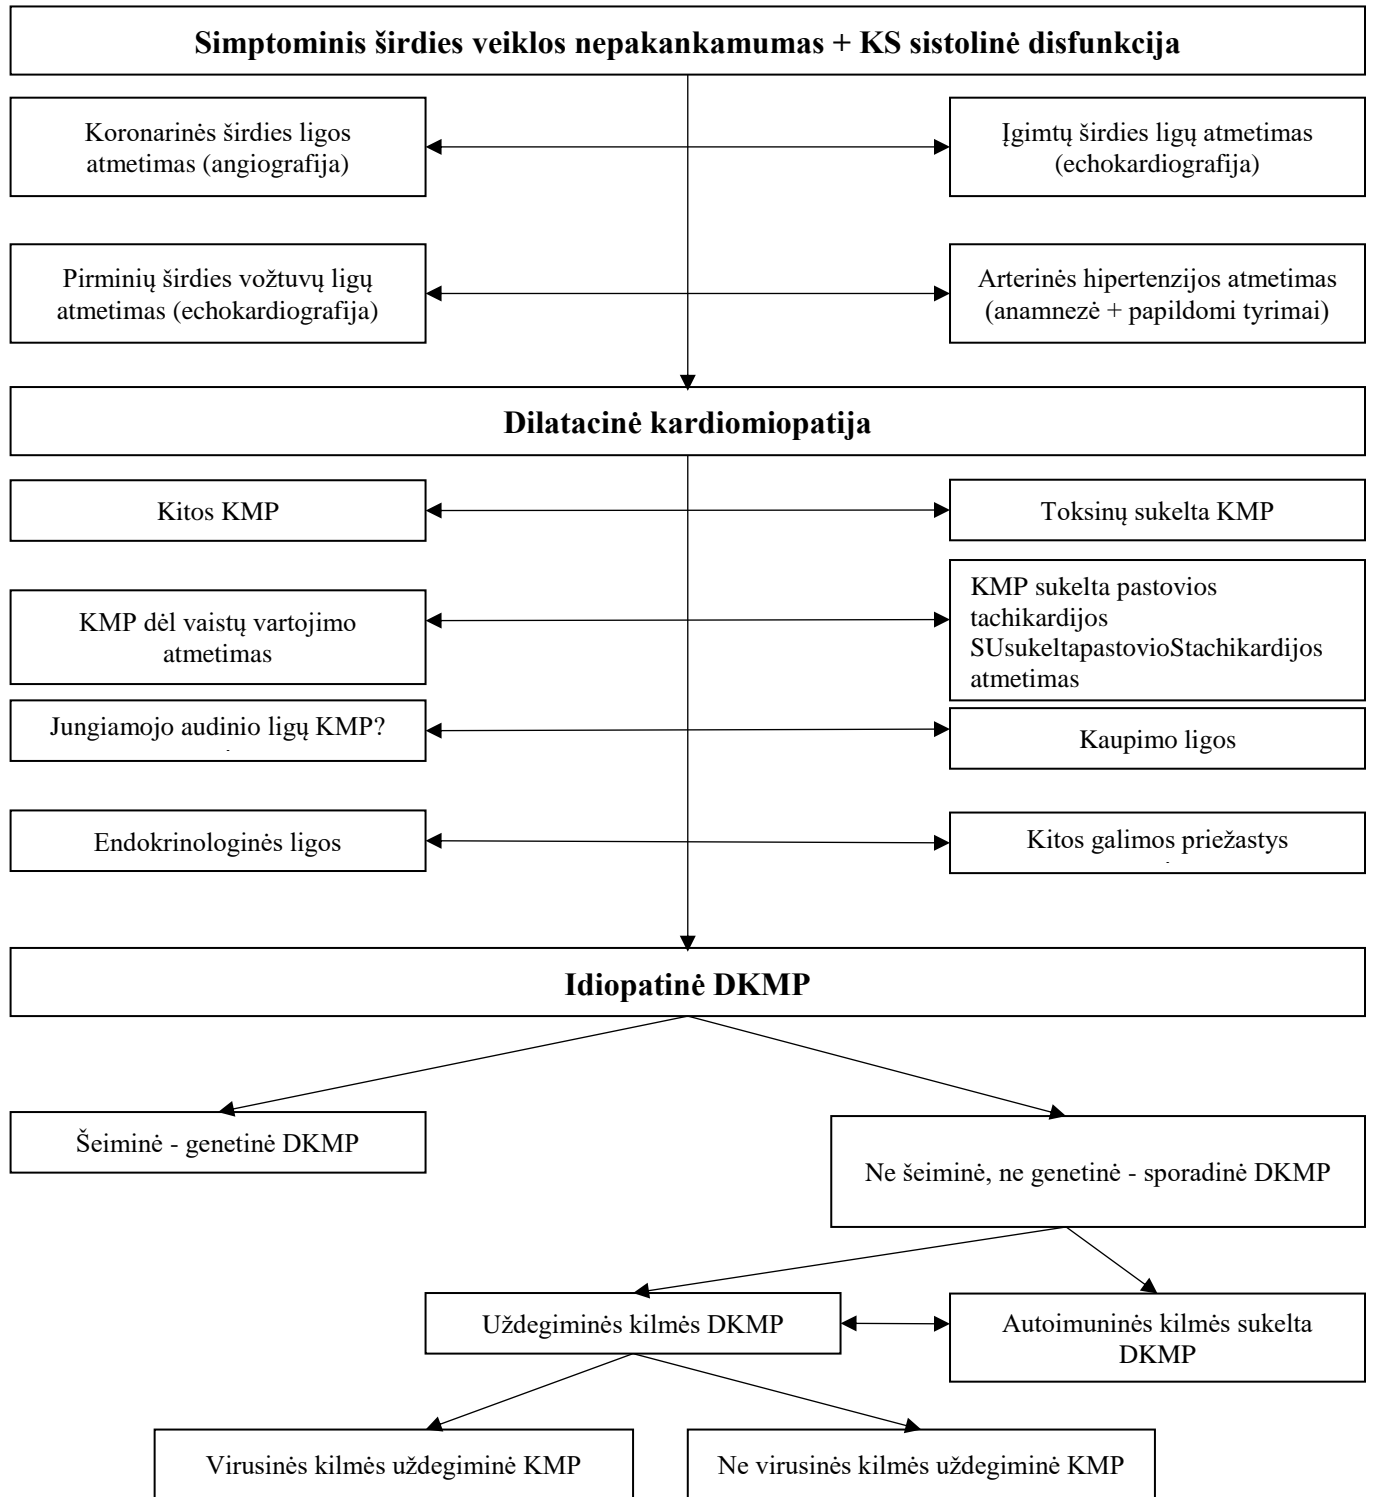 Simptominis širdies veiklos nepakankamumas + KS sistolinė disfunkcija
Koronarinės širdies ligos
atmetimas (angiografija)
Įgimtų širdies ligų atmetimas
(echokardiografija)
Pirminių širdies vožtuvų ligų
atmetimas (echokardiografija)
Arterinės hipertenzijos atmetimas
(anamnezė + papildomi tyrimai)
Dilatacinė kardiomiopatija
Kitos KMP
Toksinų sukelta KMP
KMP dėl vaistų vartojimo
atmetimas
KMP sukelta pastovios
tachikardijos
SUsukeltapastovioStachikardijos
atmetimas
Jungiamojo audinio ligų KMP?
Kaupimo ligos
Endokrinologinės ligos
Kitos galimos priežastys
Idiopatinė DKMP
Šeiminė - genetinė DKMP
Ne šeiminė, ne genetinė - sporadinė DKMP
Uždegiminės kilmės DKMP
Autoimuninės kilmės sukelta
DKMP
Virusinės kilmės uždegiminė KMP
Ne virusinės kilmės uždegiminė KMP